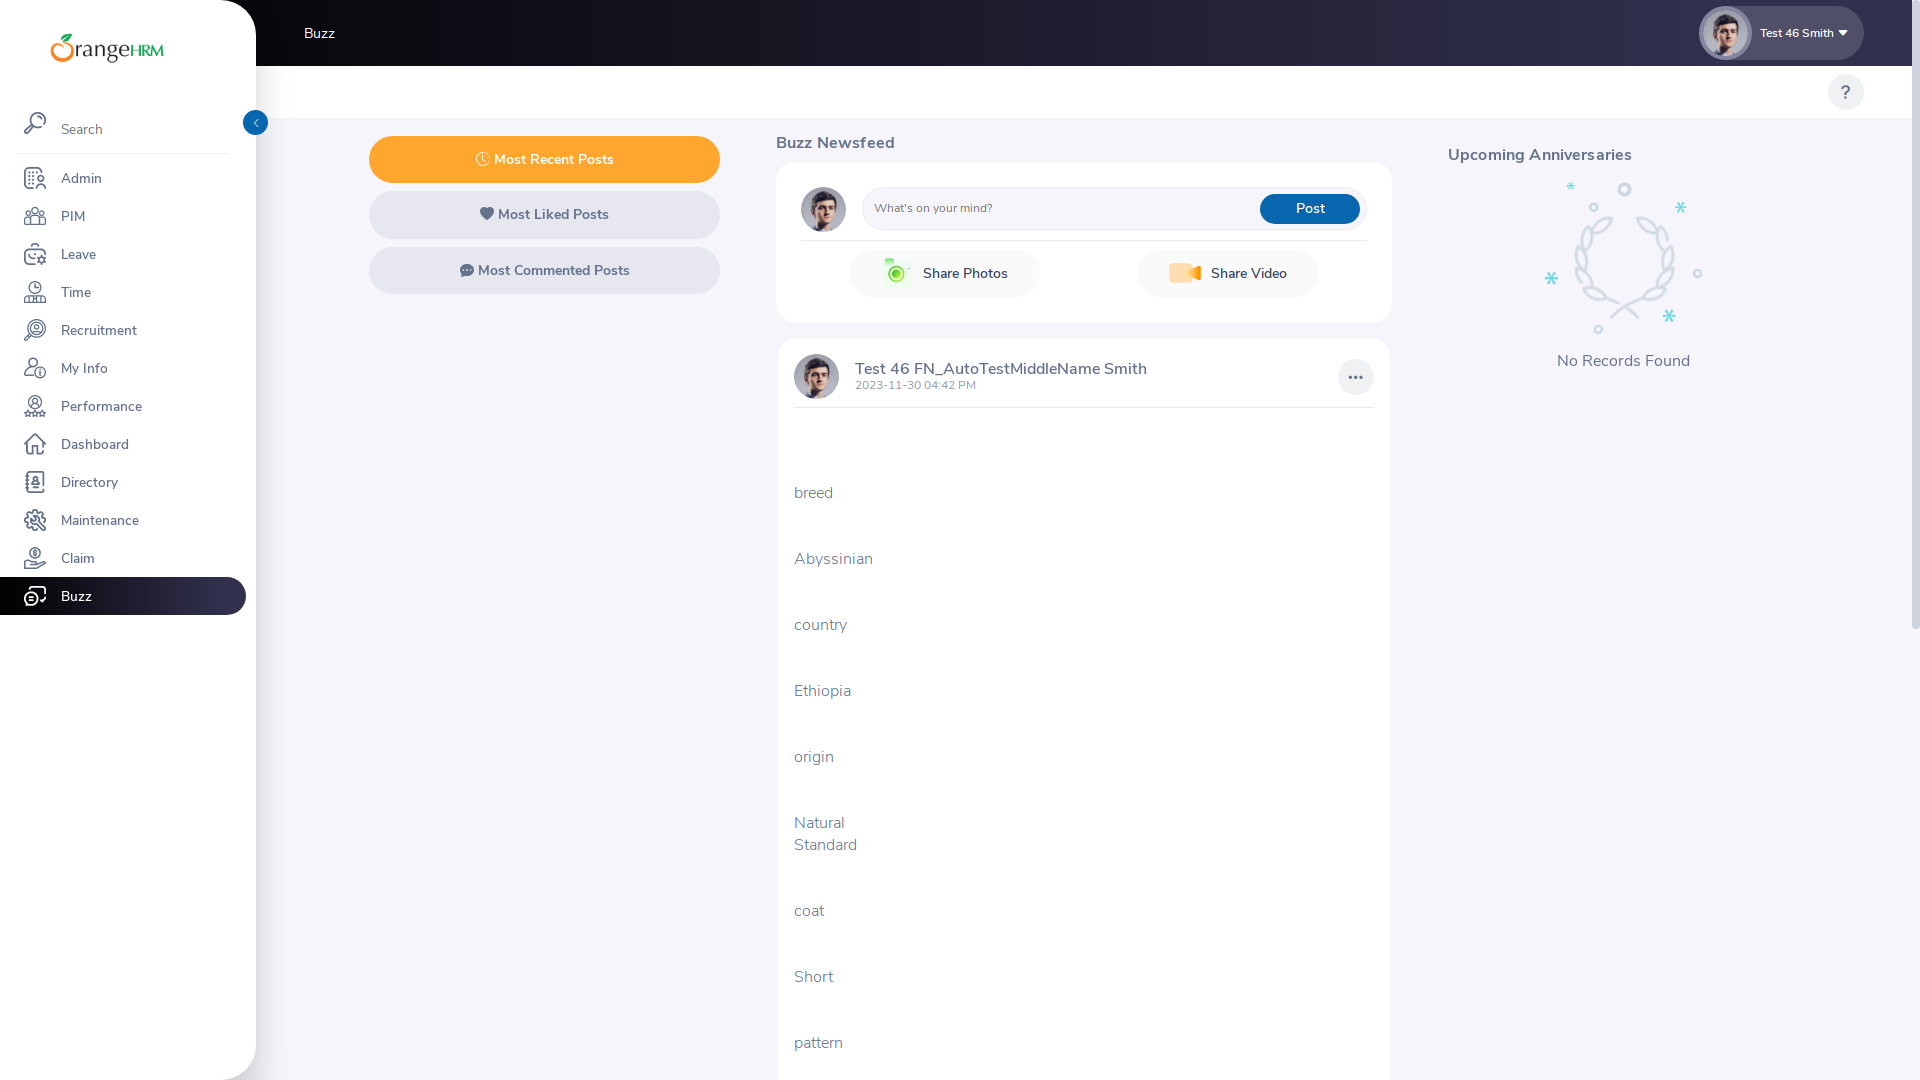 OrangeHRM
Buzz
Test 46 Smith
Search
?
Admin
PIM
Leave
Time
Recruitment
My Info
Performance
Dashboard
Directory
Maintenance
Claim
Buzz
Most Recent Posts
Most Liked Posts
Most Commented Posts
Buzz Newsfeed
What's on your mind?
Post
Share Photos
Share Video
Test 46 FN_AutoTestMiddleName Smith
2023-11-30 04:42 PM
breed
Abyssinian
country
Ethiopia
origin
Natural
Standard
coat
Short
pattern
Upcoming Anniversaries
No Records Found